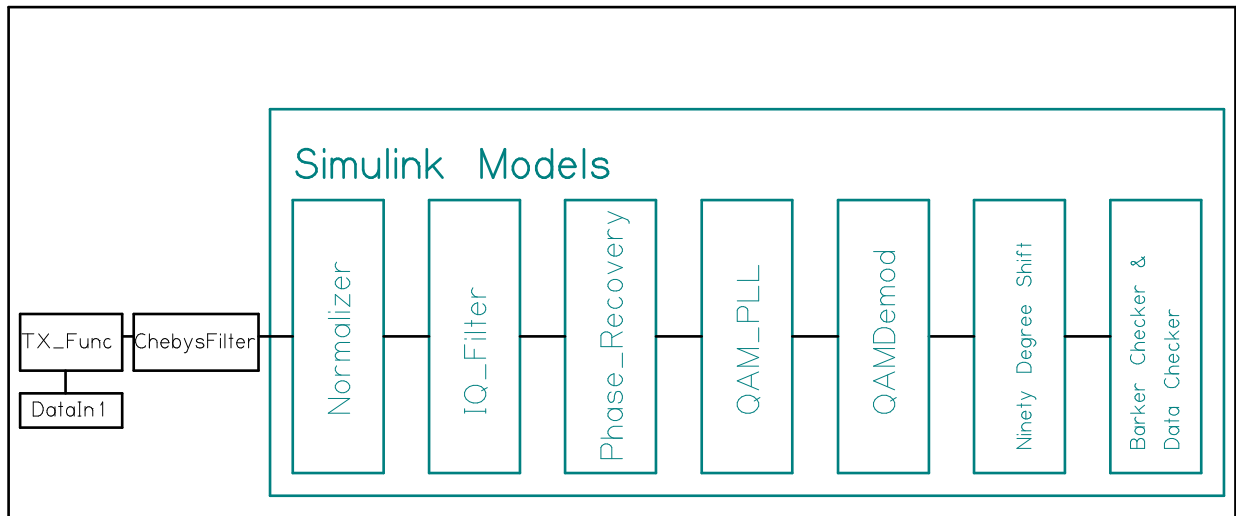 Simulink Models
TX_Func
ChebysFilter
DataIn1
Normalizer
IQ_Filter
Phase_Recovery
QAM_PLL
QAMDemod
Ninety Degree Shift
Barker Checker &
Data Checker